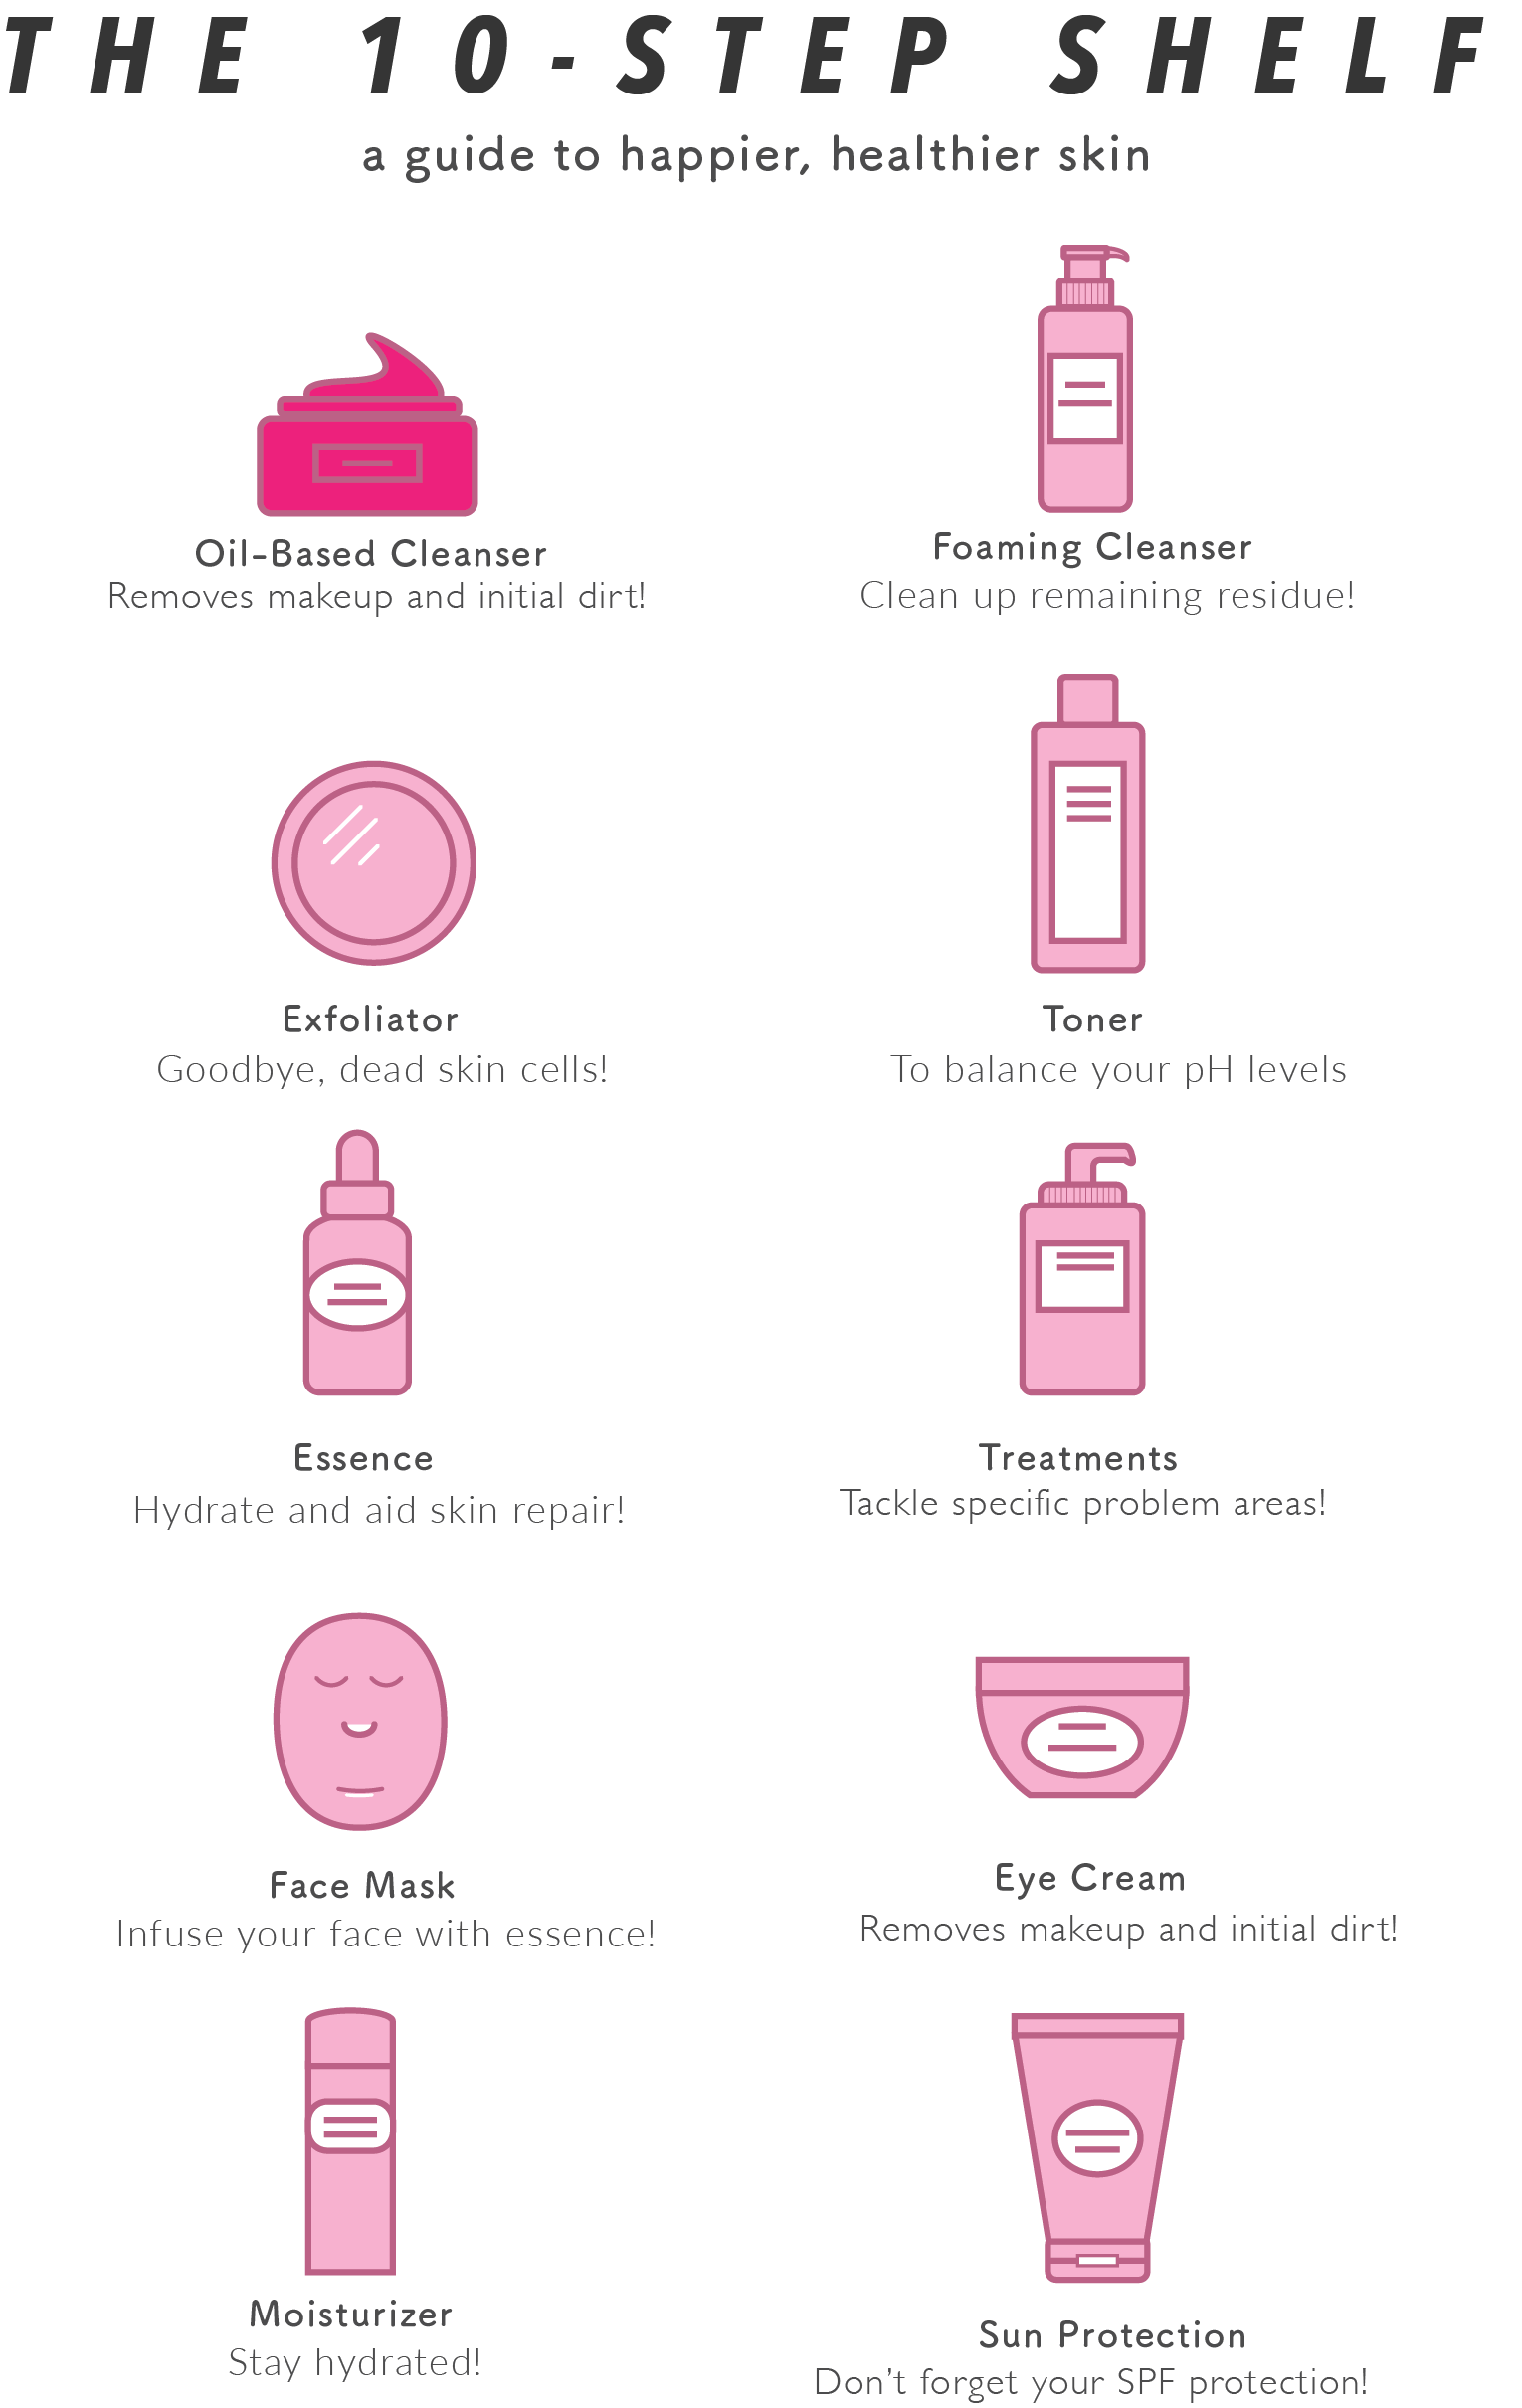 THE 10-STEP SHELF
a guide to happier, healthier skin
Oil-Based Cleanser
Removes makeup and initial dirt!
Foaming Cleanser
Clean up remaining residue!
Exfoliator
Goodbye, dead skin cells!
Toner
To balance your pH levels
Essence
Hydrate and aid skin repair!
Treatments
Tackle specific problem areas!
Face Mask
Infuse your face with essence!
Eye Cream
Removes makeup and initial dirt!
Moisturizer
Stay hydrated!
Sun Protection
Don't forget your SPF protection!